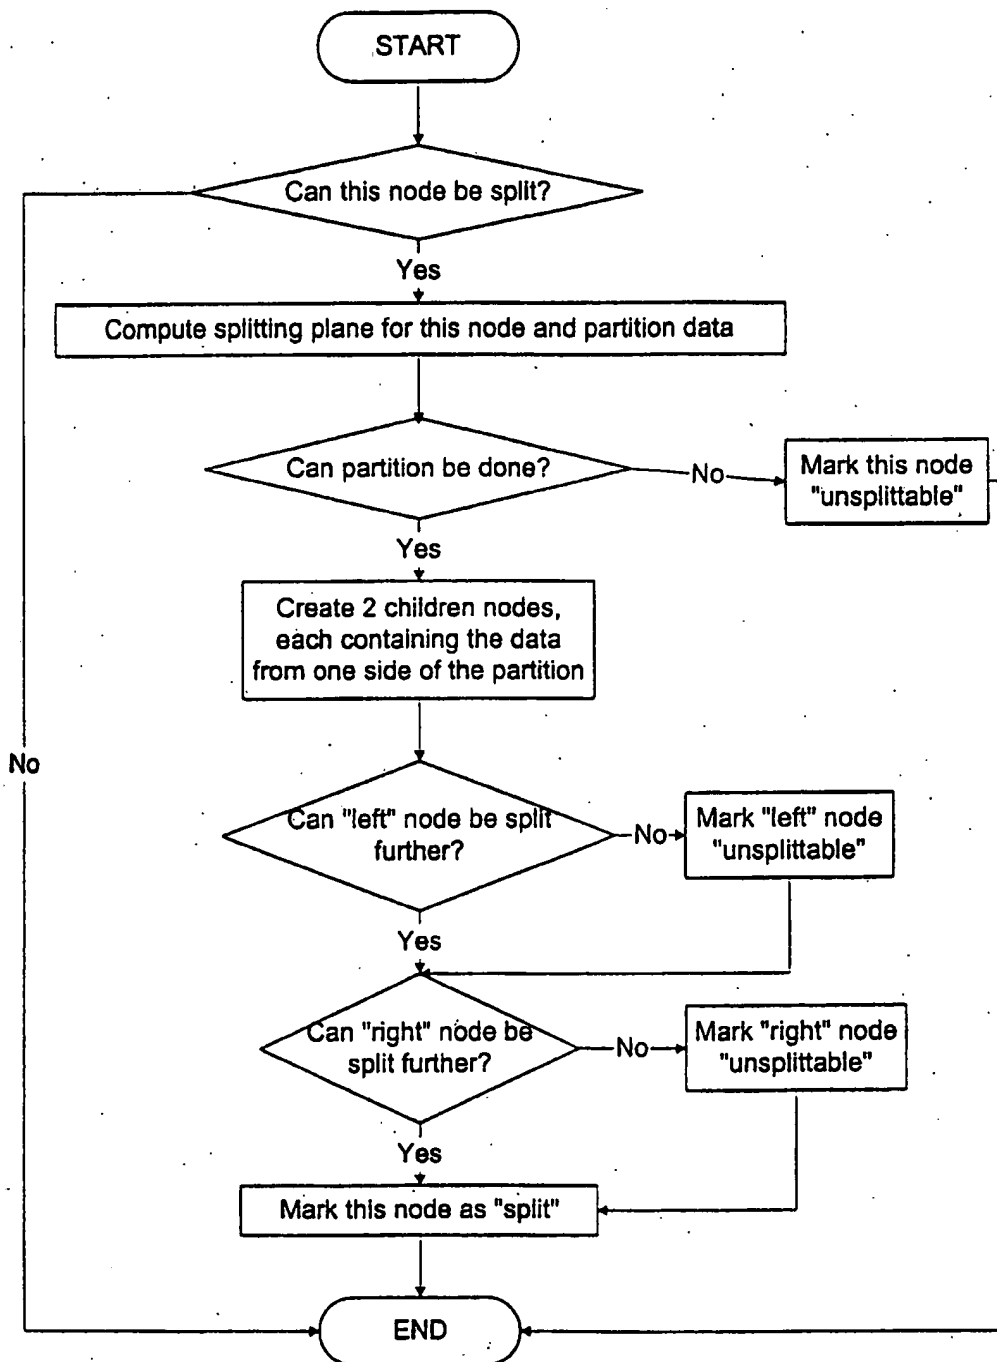 START
Can this node be split?
Yes
Compute splitting plane for this node and partition data
Can partition be done?
No
Mark this node
"unsplittable"
Yes
Create 2 children nodes,
each containing the data
from one side of the partition
No
Can "left" node be split
further?
No
Mark "left" node
"unsplittable"
Yes
Can "right" node be
split further?
No
Mark "right" node
"unsplittable"
Yes
Mark this node as "split"
END